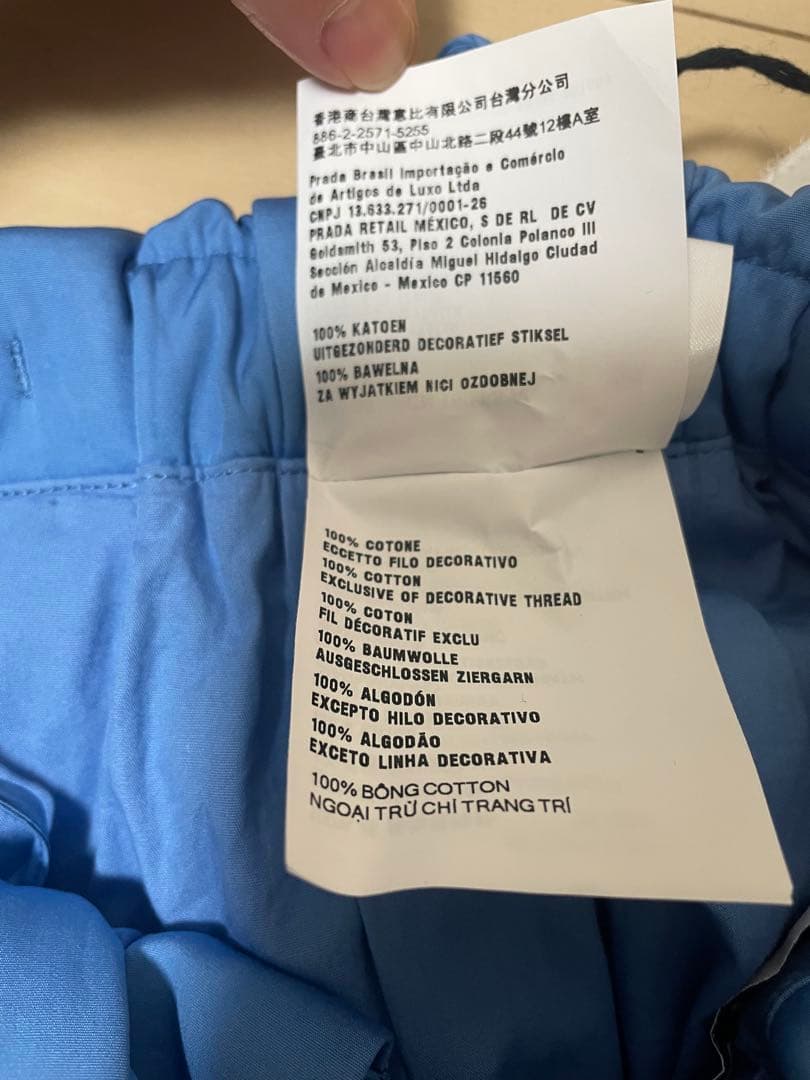 香港商台灣意比有限公司台灣分公司
886-2-2571-5255
臺北市中山區中山北路二段44號12樓A室
Prada Brasil Importação e Comércio
de Artigos de Luxo Ltda
CNPJ 13.633.271/0001-26
PRADA RETAIL MÉXICO, S DE RL DE CV
Goldsmith 53, Piso 2 Colonia Polanco III
Sección Alcaldía Miguel Hidalgo Ciudad
de Mexico - Mexico CP 11560
100% KATOEN
UITGEZONDERD DECORATIEF STIKSEL
100% BAWELNA
ZA WYJATKIEM NICI OZDOBNEJ
100% COTONE
ECCETTO FILO DECORATIVO
100% COTTON
EXCLUSIVE OF DECORATIVE THREAD
100% COTON
FIL DÉCORATIF EXCLU
100% BAUMWOLLE
AUSGESCHLOSSEN ZIERGARN
100% ALGODÓN
EXCEPTO HILO DECORATIVO
100% ALGODÃO
EXCETO LINHA DECORATIVA
100% BÔNG COTTON
NGOẠI TRỪ CHỈ TRANG TRÍ